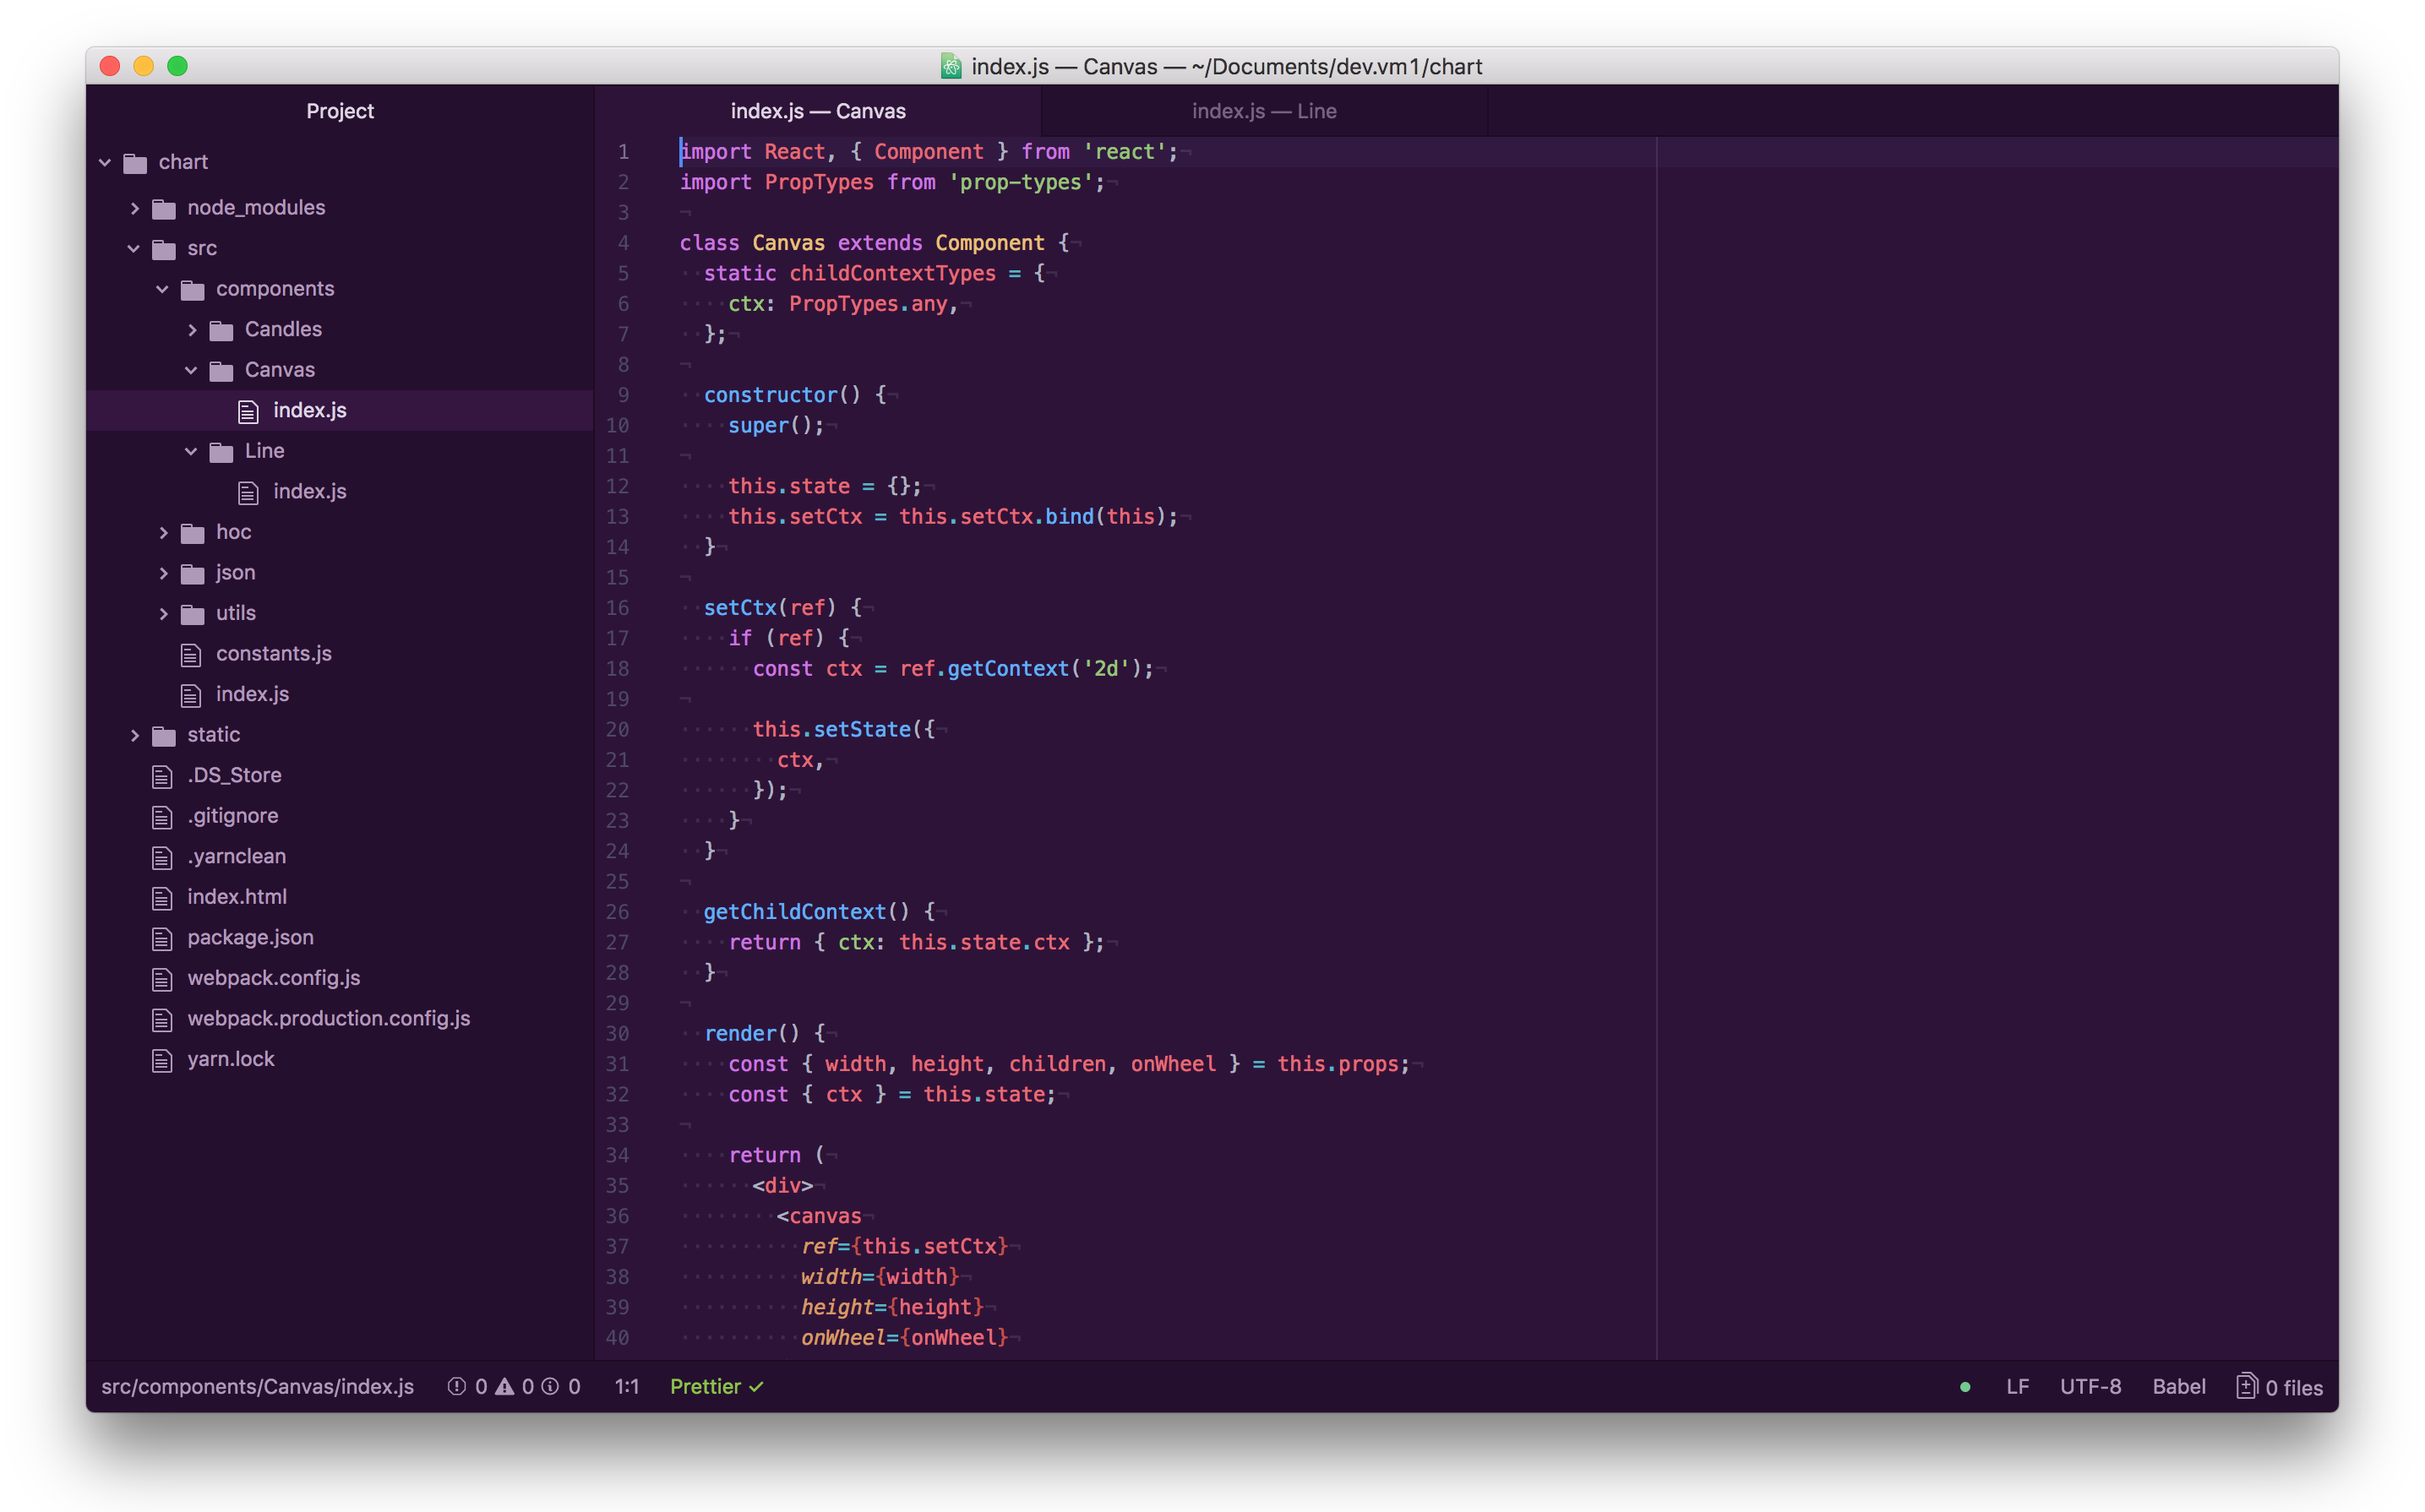 index.js — Canvas — ~/Documents/dev.vm1/chart
Project
chart
node_modules
src
components
Candles
Canvas
index.js
Line
index.js
hoc
json
utils
constants.js
index.js
static
.DS_Store
.gitignore
.yarnclean
index.html
package.json
webpack.config.js
webpack.production.config.js
yarn.lock
index.js — Canvas
index.js — Line
1 import React, { Component } from 'react';¬
2 import PropTypes from 'prop-types';¬
3 ¬
4 class Canvas extends Component {¬
5 ··static childContextTypes = {¬
6 ····ctx: PropTypes.any,¬
7 ··};¬
8 ¬
9 ··constructor() {¬
10 ····super();¬
11 ¬
12 ····this.state = {};¬
13 ····this.setCtx = this.setCtx.bind(this);¬
14 ··}¬
15 ¬
16 ··setCtx(ref) {¬
17 ····if (ref) {¬
18 ······const ctx = ref.getContext('2d');¬
19 ¬
20 ······this.setState({¬
21 ········ctx,¬
22 ······});¬
23 ····}¬
24 ··}¬
25 ¬
26 ··getChildContext() {¬
27 ····return { ctx: this.state.ctx };¬
28 ··}¬
29 ¬
30 ··render() {¬
31 ····const { width, height, children, onWheel } = this.props;¬
32 ····const { ctx } = this.state;¬
33 ¬
34 ····return (¬
35 ······<div>¬
36 ········<canvas¬
37 ··········ref={this.setCtx}¬
38 ··········width={width}¬
39 ··········height={height}¬
40 ··········onWheel={onWheel}¬
src/components/Canvas/index.js 0 0 0 1:1 Prettier ✓ LF UTF-8 Babel 0 files